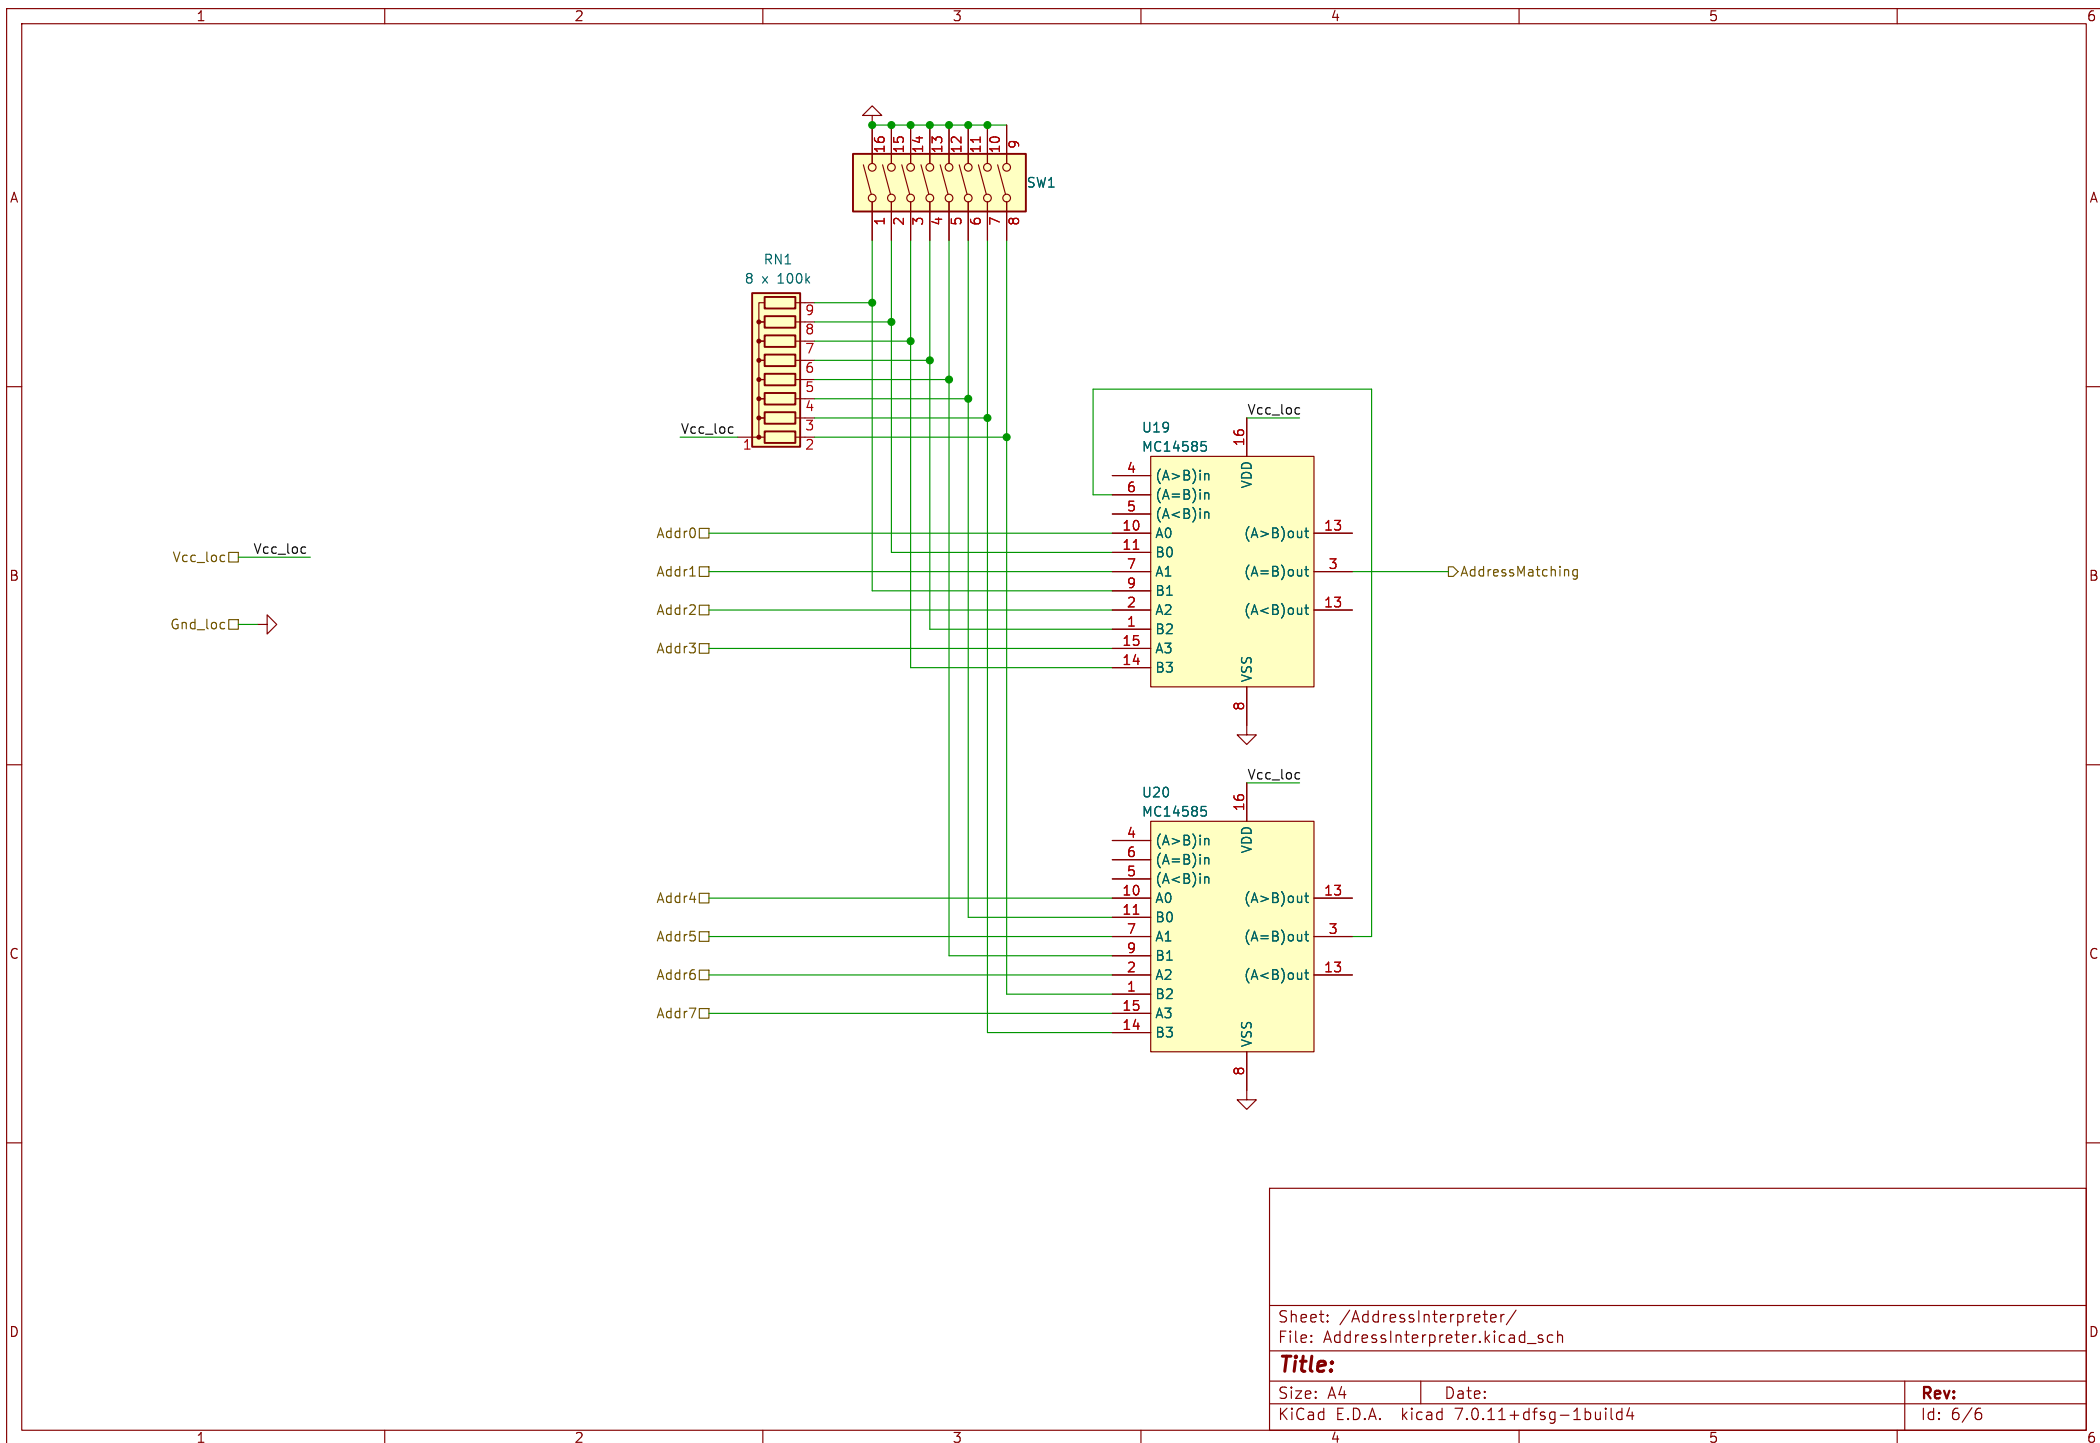 1 2 3 4 5 6
A A
16 15 14 13 12 11 10 9
SW1
1 2 3 4 5 6 7 8
RN1
8 x 100k
9
8
7
6
5
4
3
Vcc_loc
1 2
Vcc_loc
U19
MC14585
16
VDD
4 (A>B)in
6 (A=B)in
5 (A<B)in
Addr0 10 A0 (A>B)out 13
11 B0
Addr1 7 A1 (A=B)out 3 AddressMatching
9 B1
Addr2 2 A2 (A<B)out 13
1 B2
Addr3 15 A3
14 B3
VSS
8
Vcc_loc Vcc_loc
Gnd_loc
B B
Vcc_loc
U20
MC14585
16
VDD
4 (A>B)in
6 (A=B)in
5 (A<B)in
Addr4 10 A0 (A>B)out 13
11 B0
Addr5 7 A1 (A=B)out 3
9 B1
Addr6 2 A2 (A<B)out 13
1 B2
Addr7 15 A3
14 B3
VSS
8
C C
Sheet: /AddressInterpreter/
File: AddressInterpreter.kicad_sch
D D
Title:
Size: A4 Date: Rev:
KiCad E.D.A. kicad 7.0.11+dfsg-1build4 Id: 6/6
1 2 3 4 5 6